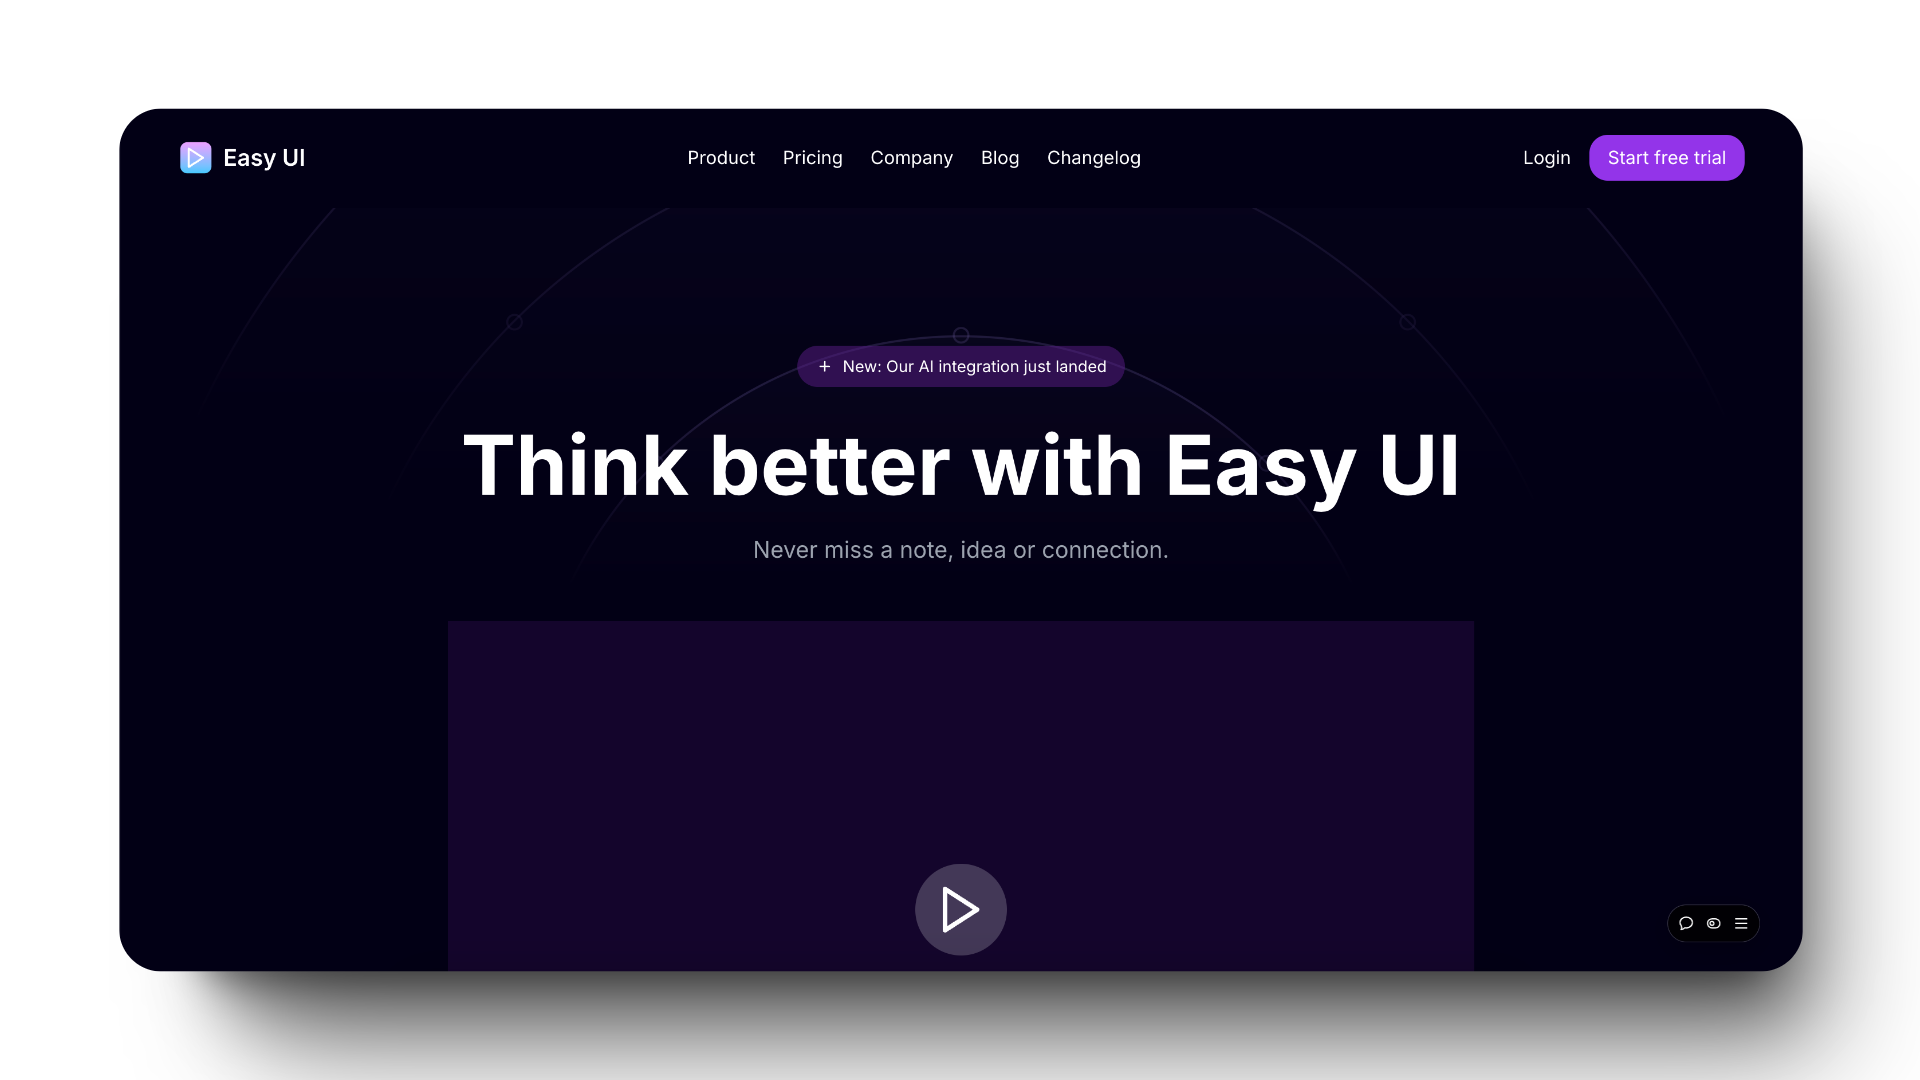 Easy UI
Product Pricing Company Blog Changelog
Login Start free trial
New: Our AI integration just landed
Think better with Easy UI
Never miss a note, idea or connection.